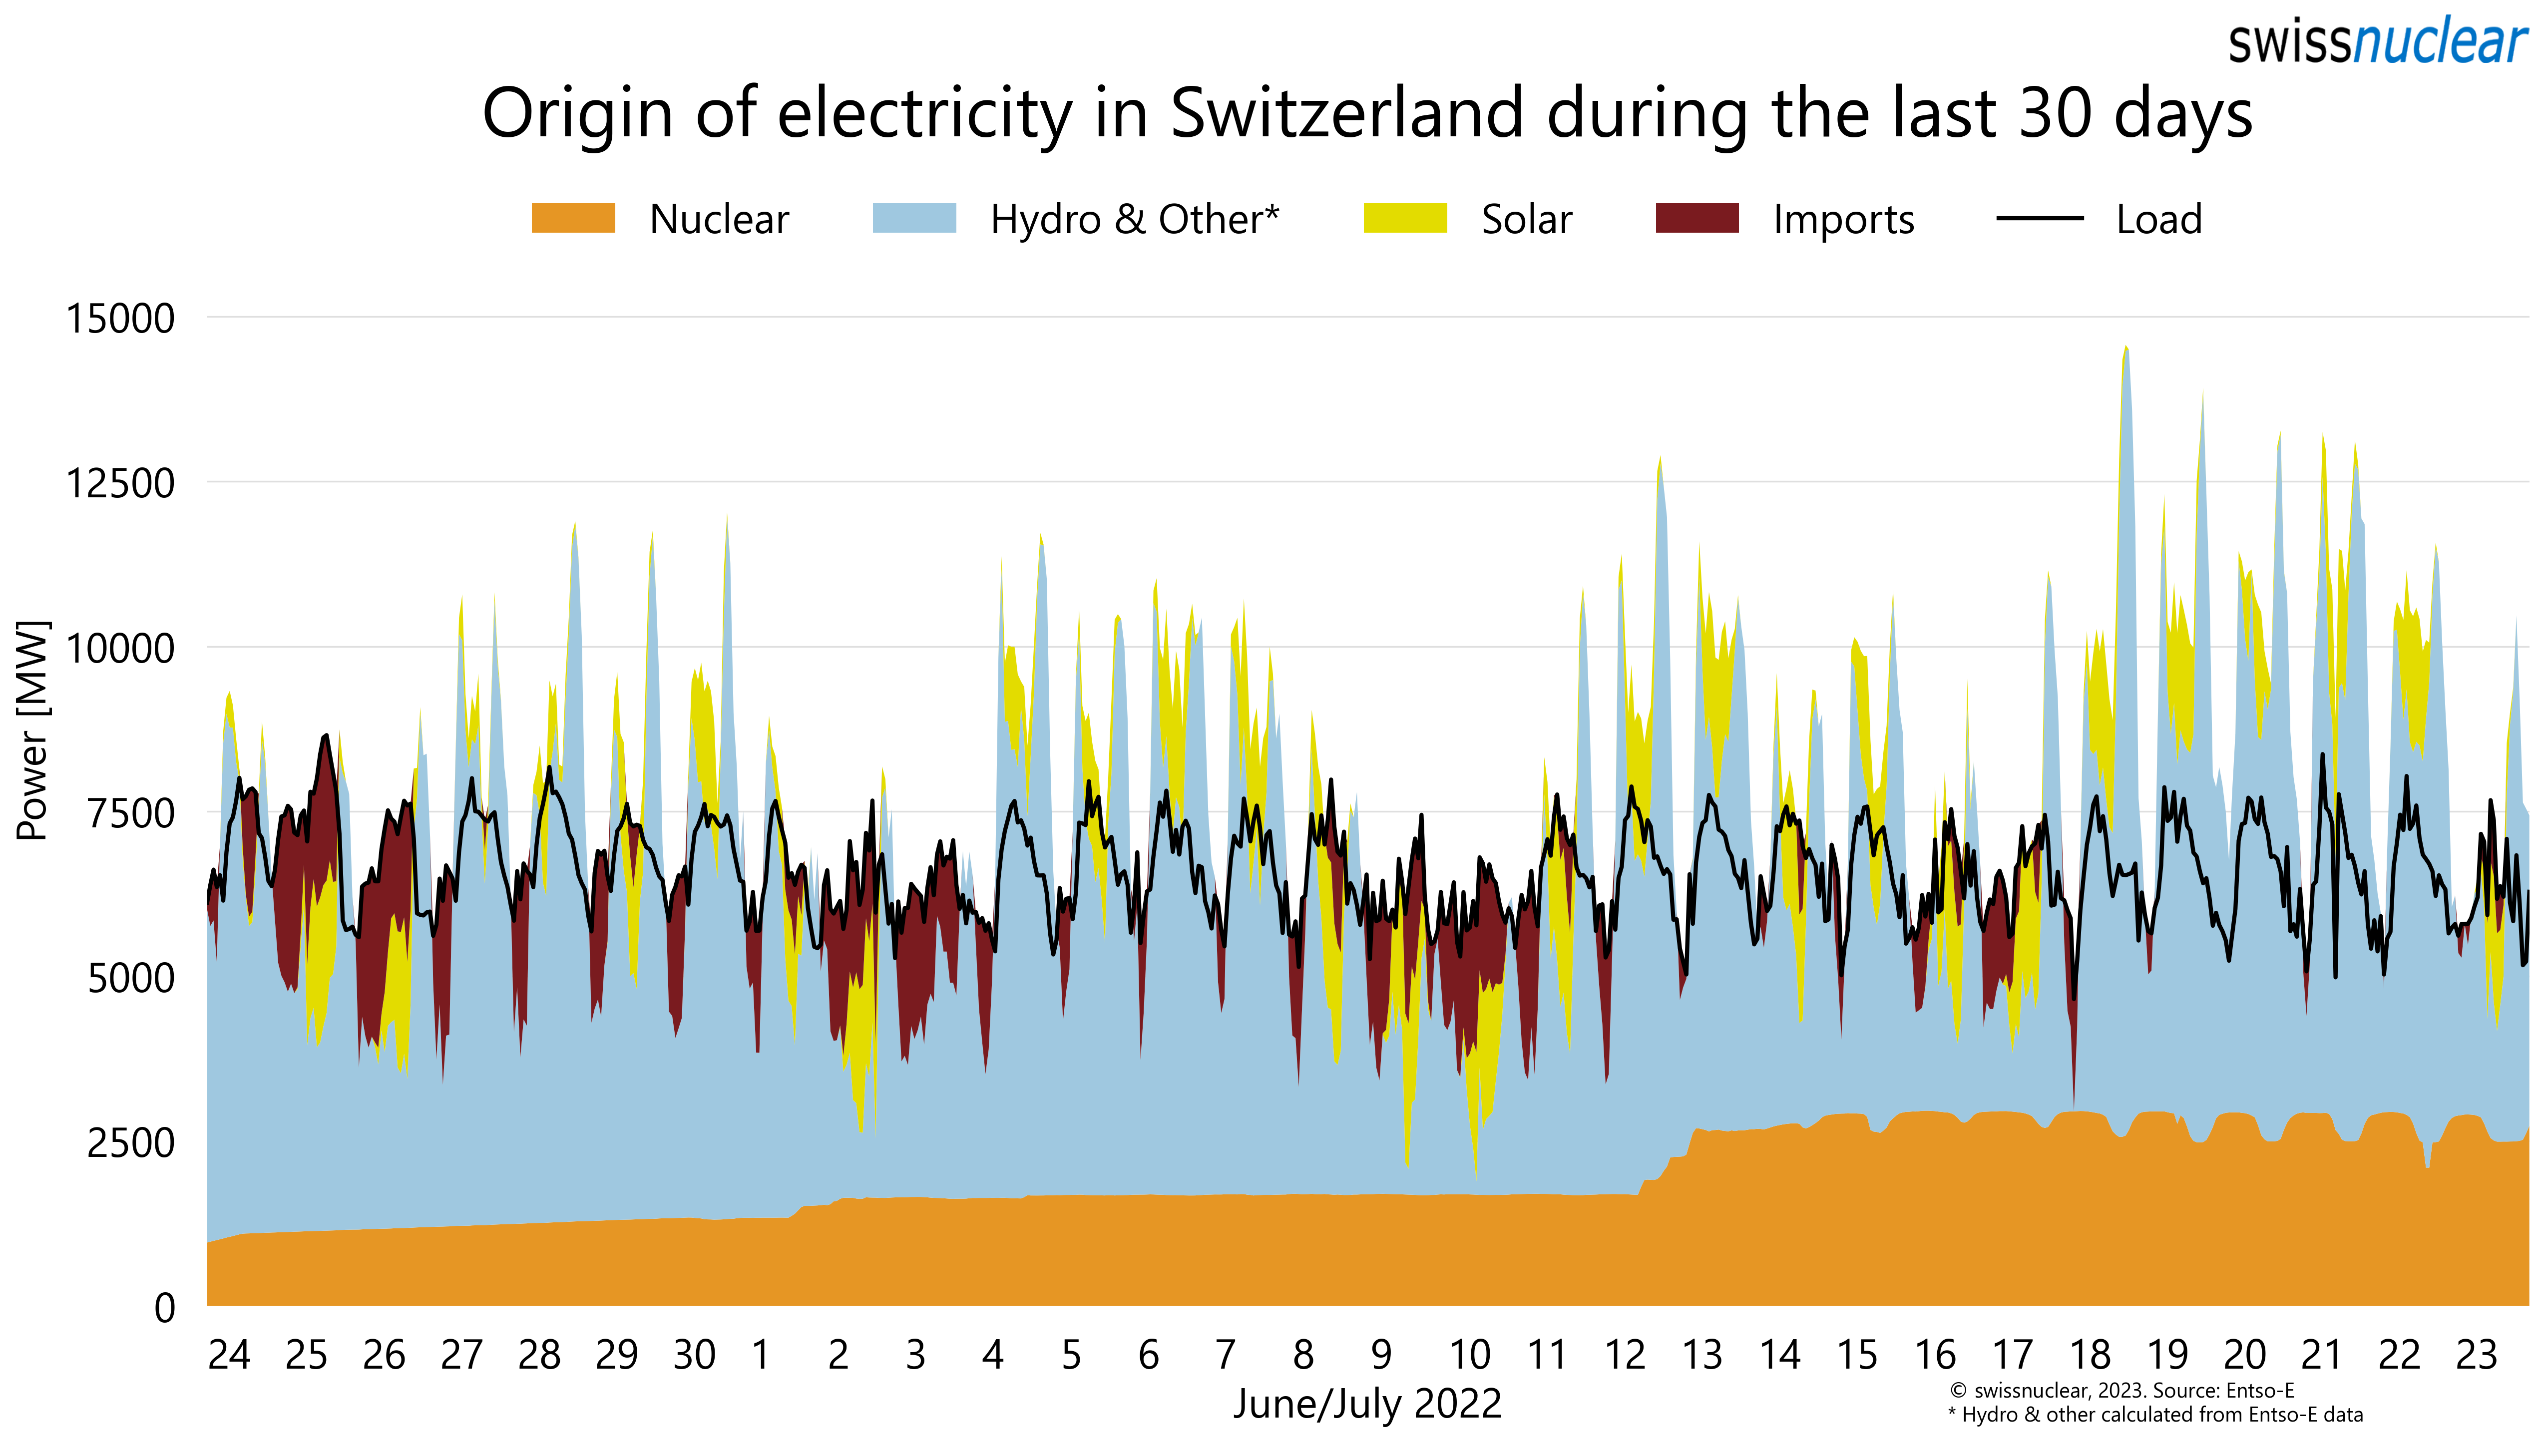 swissnuclear
Origin of electricity in Switzerland during the last 30 days
Nuclear Hydro & Other* Solar Imports Load
Power [MW]
15000
12500
10000
7500
5000
2500
0
24 25 26 27 28 29 30 1 2 3 4 5 6 7 8 9 10 11 12 13 14 15 16 17 18 19 20 21 22 23
June/July 2022
© swissnuclear, 2023. Source: Entso-E
* Hydro & other calculated from Entso-E data